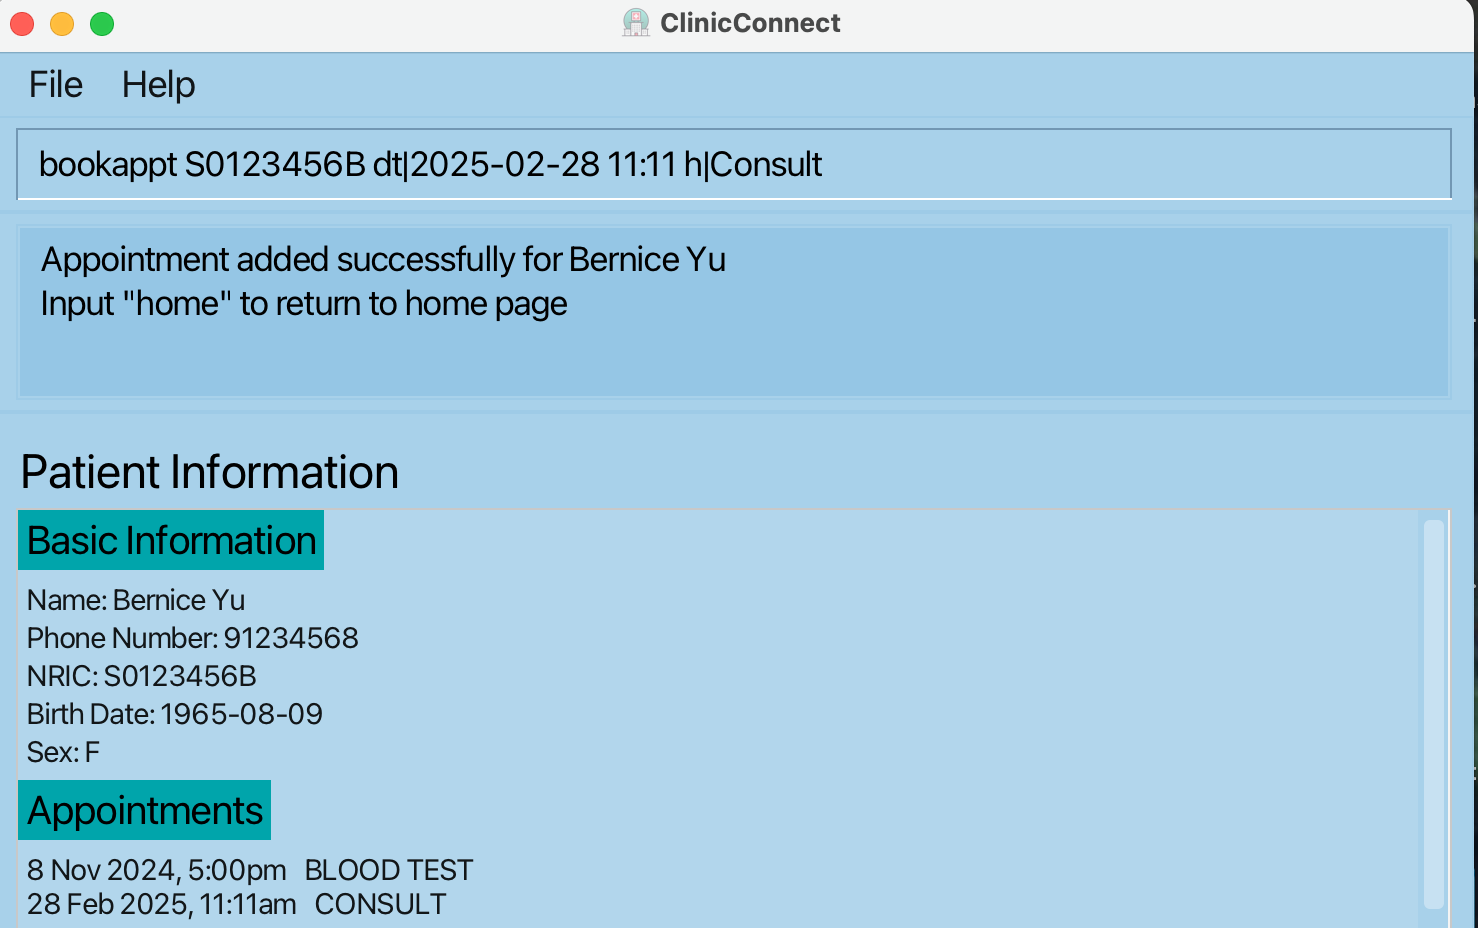 ClinicConnect
File Help
bookappt S0123456B dt|2025-02-28 11:11 h|Consult
Appointment added successfully for Bernice Yu
Input "home" to return to home page
Patient Information
Basic Information
Name: Bernice Yu
Phone Number: 91234568
NRIC: S0123456B
Birth Date: 1965-08-09
Sex: F
Appointments
8 Nov 2024, 5:00pm BLOOD TEST
28 Feb 2025, 11:11am CONSULT